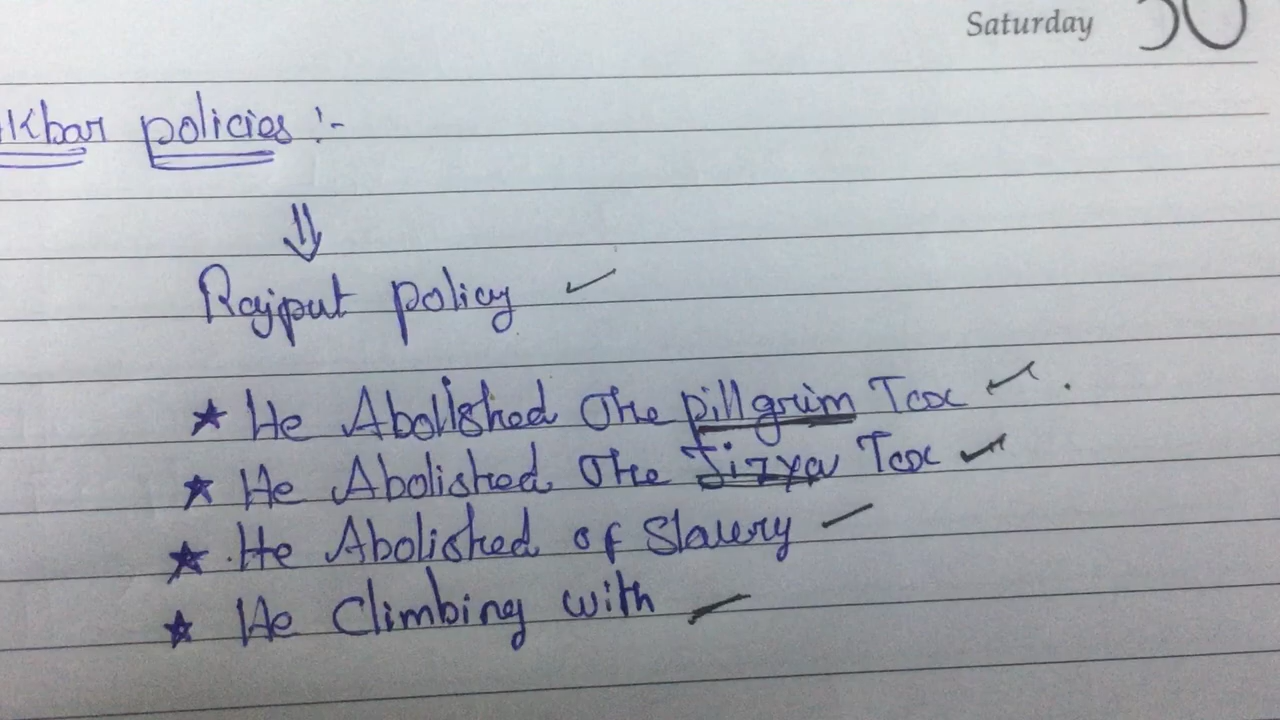 Saturday 30
Akbar policies :-
Rajput policy
He Abolished The pillgrim Tax
He Abolished The Jizya Tax
He Abolished of Slavery
He Climbing with